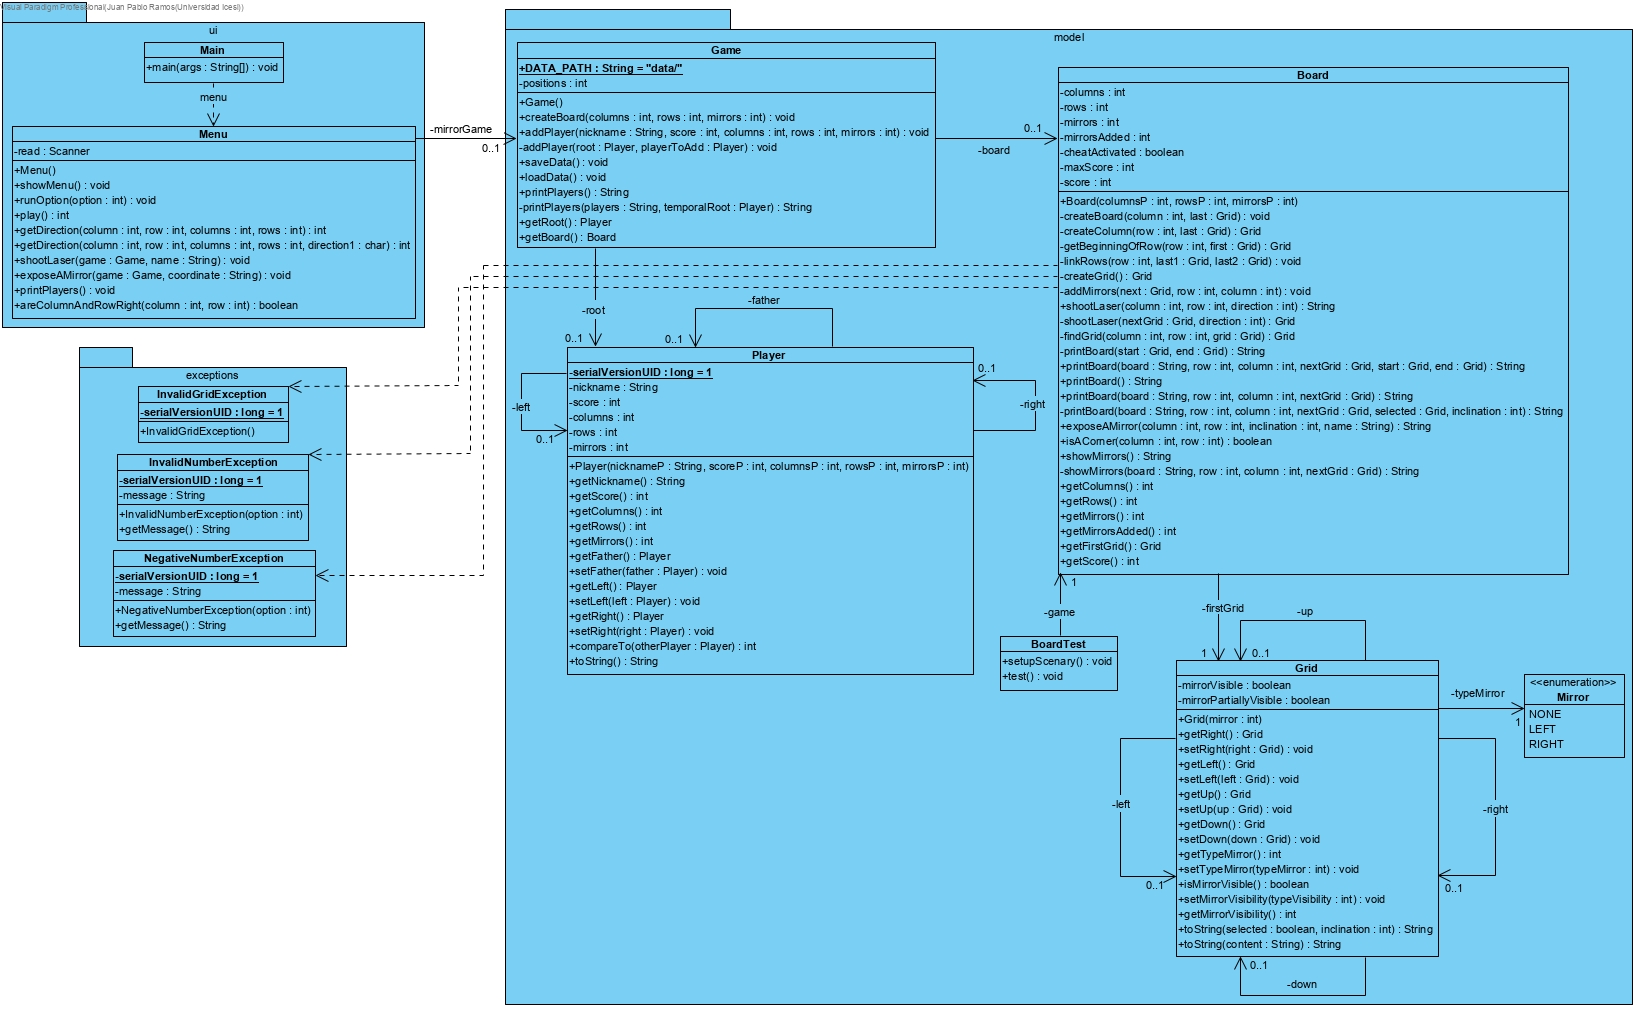 Visual Paradigm Professional(Juan Pablo Ramos(Universidad Icesi))
ui
Main
+main(args : String[]) : void
menu
Menu
-read : Scanner
+Menu()
+showMenu() : void
+runOption(option : int) : void
+play() : int
+getDirection(column : int, row : int, columns : int, rows : int) : int
+getDirection(column : int, row : int, columns : int, rows : int, direction1 : char) : int
+shootLaser(game : Game, name : String) : void
+exposeAMirror(game : Game, coordinate : String) : void
+printPlayers() : void
+areColumnAndRowRight(column : int, row : int) : boolean
-mirrorGame
0..1
exceptions
InvalidGridException
-serialVersionUID : long = 1
+InvalidGridException()
InvalidNumberException
-serialVersionUID : long = 1
-message : String
+InvalidNumberException(option : int)
+getMessage() : String
NegativeNumberException
-serialVersionUID : long = 1
-message : String
+NegativeNumberException(option : int)
+getMessage() : String
model
Game
+DATA_PATH : String = "data/"
-positions : int
+Game()
+createBoard(columns : int, rows : int, mirrors : int) : void
+addPlayer(nickname : String, score : int, columns : int, rows : int, mirrors : int) : void
-addPlayer(root : Player, playerToAdd : Player) : void
+saveData() : void
+loadData() : void
+printPlayers() : String
-printPlayers(players : String, temporalRoot : Player) : String
+getRoot() : Player
+getBoard() : Board
0..1
-board
-root
0..1
-father
0..1
Player
-serialVersionUID : long = 1
-nickname : String
-score : int
-columns : int
-rows : int
-mirrors : int
+Player(nicknameP : String, scoreP : int, columnsP : int, rowsP : int, mirrorsP : int)
+getNickname() : String
+getScore() : int
+getColumns() : int
+getRows() : int
+getMirrors() : int
+getFather() : Player
+setFather(father : Player) : void
+getLeft() : Player
+setLeft(left : Player) : void
+getRight() : Player
+setRight(right : Player) : void
+compareTo(otherPlayer : Player) : int
+toString() : String
-left
0..1
0..1
-right
Board
-columns : int
-rows : int
-mirrors : int
-mirrorsAdded : int
-cheatActivated : boolean
-maxScore : int
-score : int
+Board(columnsP : int, rowsP : int, mirrorsP : int)
-createBoard(column : int, last : Grid) : void
-createColumn(row : int, last : Grid) : Grid
-getBeginningOfRow(row : int, first : Grid) : Grid
-linkRows(row : int, last1 : Grid, last2 : Grid) : void
-createGrid() : Grid
-addMirrors(next : Grid, row : int, column : int) : void
+shootLaser(column : int, row : int, direction : int) : String
-shootLaser(nextGrid : Grid, direction : int) : Grid
-findGrid(column : int, row : int, grid : Grid) : Grid
-printBoard(start : Grid, end : Grid) : String
+printBoard(board : String, row : int, column : int, nextGrid : Grid, start : Grid, end : Grid) : String
+printBoard() : String
+printBoard(board : String, row : int, column : int, nextGrid : Grid) : String
-printBoard(board : String, row : int, column : int, nextGrid : Grid, selected : Grid, inclination : int) : String
+exposeAMirror(column : int, row : int, inclination : int, name : String) : String
+isACorner(column : int, row : int) : boolean
+showMirrors() : String
-showMirrors(board : String, row : int, column : int, nextGrid : Grid) : String
+getColumns() : int
+getRows() : int
+getMirrors() : int
+getMirrorsAdded() : int
+getFirstGrid() : Grid
+getScore() : int
1
-game
BoardTest
+setupScenary() : void
+test() : void
-firstGrid
1
-up
0..1
Grid
-mirrorVisible : boolean
-mirrorPartiallyVisible : boolean
+Grid(mirror : int)
+getRight() : Grid
+setRight(right : Grid) : void
+getLeft() : Grid
+setLeft(left : Grid) : void
+getUp() : Grid
+setUp(up : Grid) : void
+getDown() : Grid
+setDown(down : Grid) : void
+getTypeMirror() : int
+setTypeMirror(typeMirror : int) : void
+isMirrorVisible() : boolean
+setMirrorVisibility(typeVisibility : int) : void
+getMirrorVisibility() : int
+toString(selected : boolean, inclination : int) : String
+toString(content : String) : String
-left
0..1
-right
0..1
0..1
-down
-typeMirror
1
<<enumeration>>
Mirror
NONE
LEFT
RIGHT